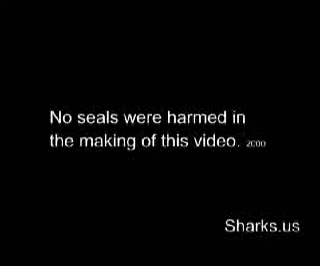 No seals were harmed in
the making of this video. 2000
Sharks.us